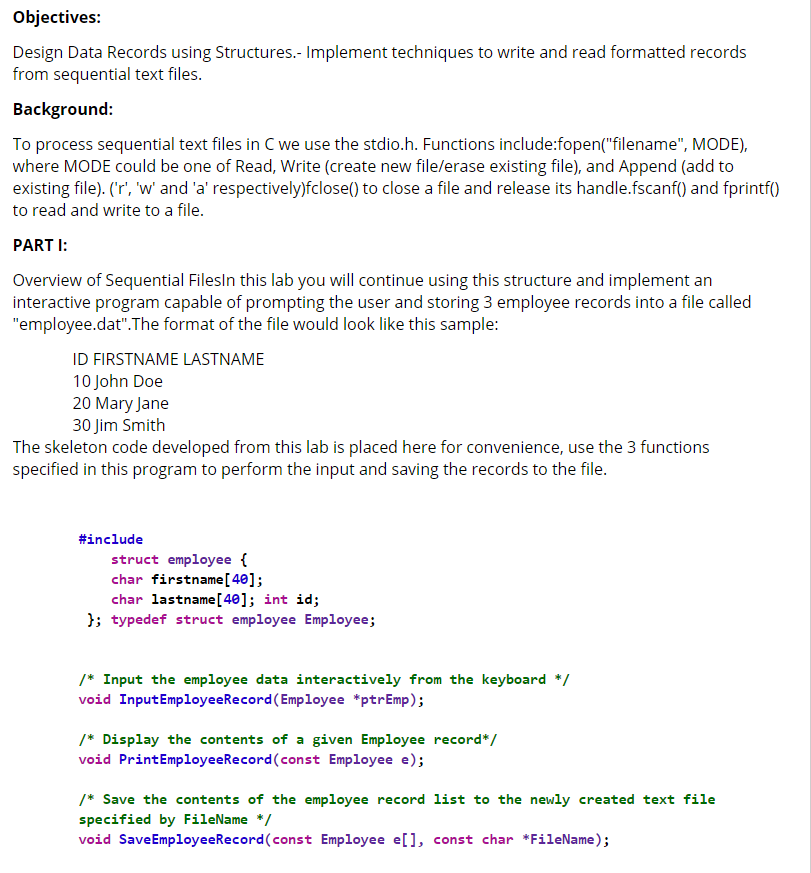 Objectives:
Design Data Records using Structures.- Implement techniques to write and read formatted records
from sequential text files.
Background:
To process sequential text files in C we use the stdio.h. Functions include:fopen("filename", MODE),
where MODE could be one of Read, Write (create new file/erase existing file), and Append (add to
existing file). ('r', 'w' and 'a' respectively)fclose() to close a file and release its handle.fscanf() and fprintf()
to read and write to a file.
PART I:
Overview of Sequential FilesIn this lab you will continue using this structure and implement an
interactive program capable of prompting the user and storing 3 employee records into a file called
"employee.dat".The format of the file would look like this sample:
ID FIRSTNAME LASTNAME
10 John Doe
20 Mary Jane
30 Jim Smith
The skeleton code developed from this lab is placed here for convenience, use the 3 functions
specified in this program to perform the input and saving the records to the file.
#include
struct employee {
char firstname[40];
char lastname[40]; int id;
}; typedef struct employee Employee;
/* Input the employee data interactively from the keyboard */
void InputEmployeeRecord(Employee *ptrEmp);
/* Display the contents of a given Employee record*/
void PrintEmployeeRecord(const Employee e);
/* Save the contents of the employee record list to the newly created text file
specified by FileName */
void SaveEmployeeRecord(const Employee e[], const char *FileName);